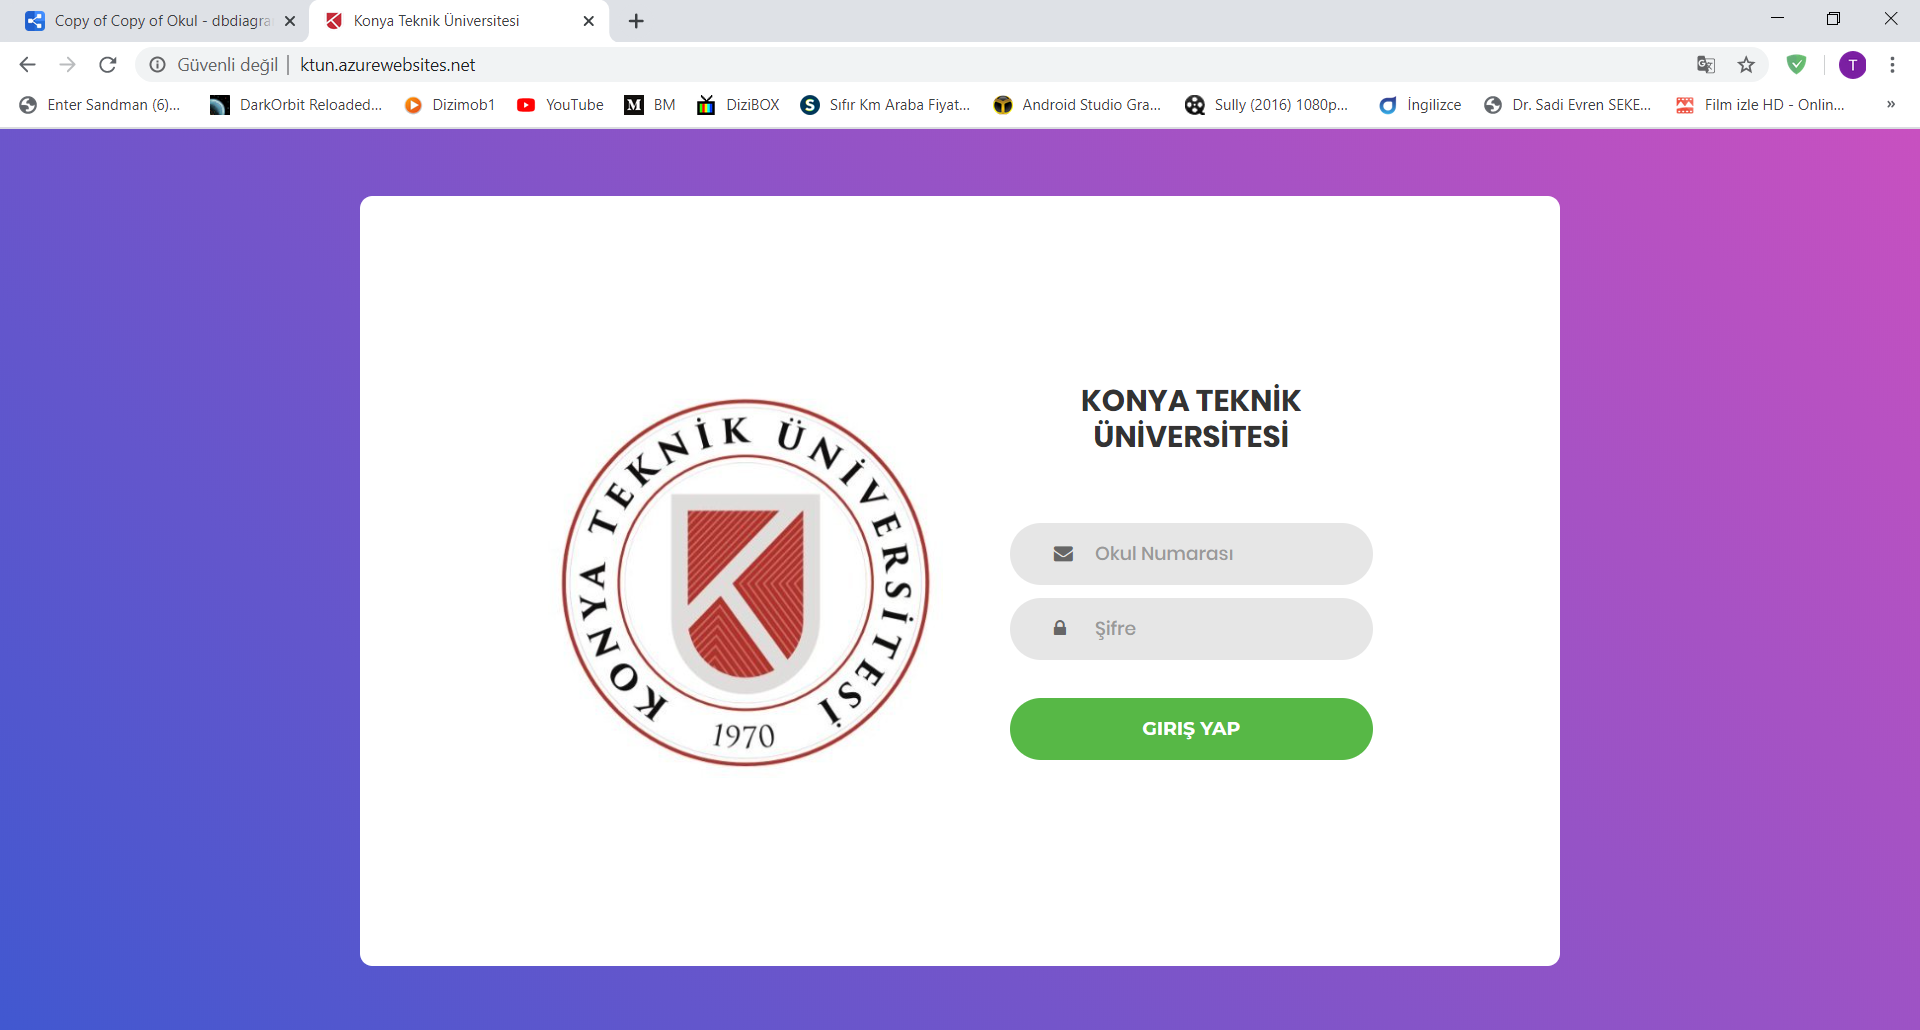 Copy of Copy of Okul - dbdiagra
Konya Teknik Üniversitesi
Güvenli değil
ktun.azurewebsites.net
T
Enter Sandman (6)...
DarkOrbit Reloaded...
Dizimob1
YouTube
M
BM
DiziBOX
S
Sıfır Km Araba Fiyat...
Android Studio Gra...
Sully (2016) 1080p...
İngilizce
Dr. Sadi Evren SEKE...
Film izle HD - Onlin...
»
KONYA TEKNİK ÜNİVERSİTESİ
1970
KONYA TEKNİK
ÜNİVERSİTESİ
Okul Numarası
Şifre
GIRIŞ YAP